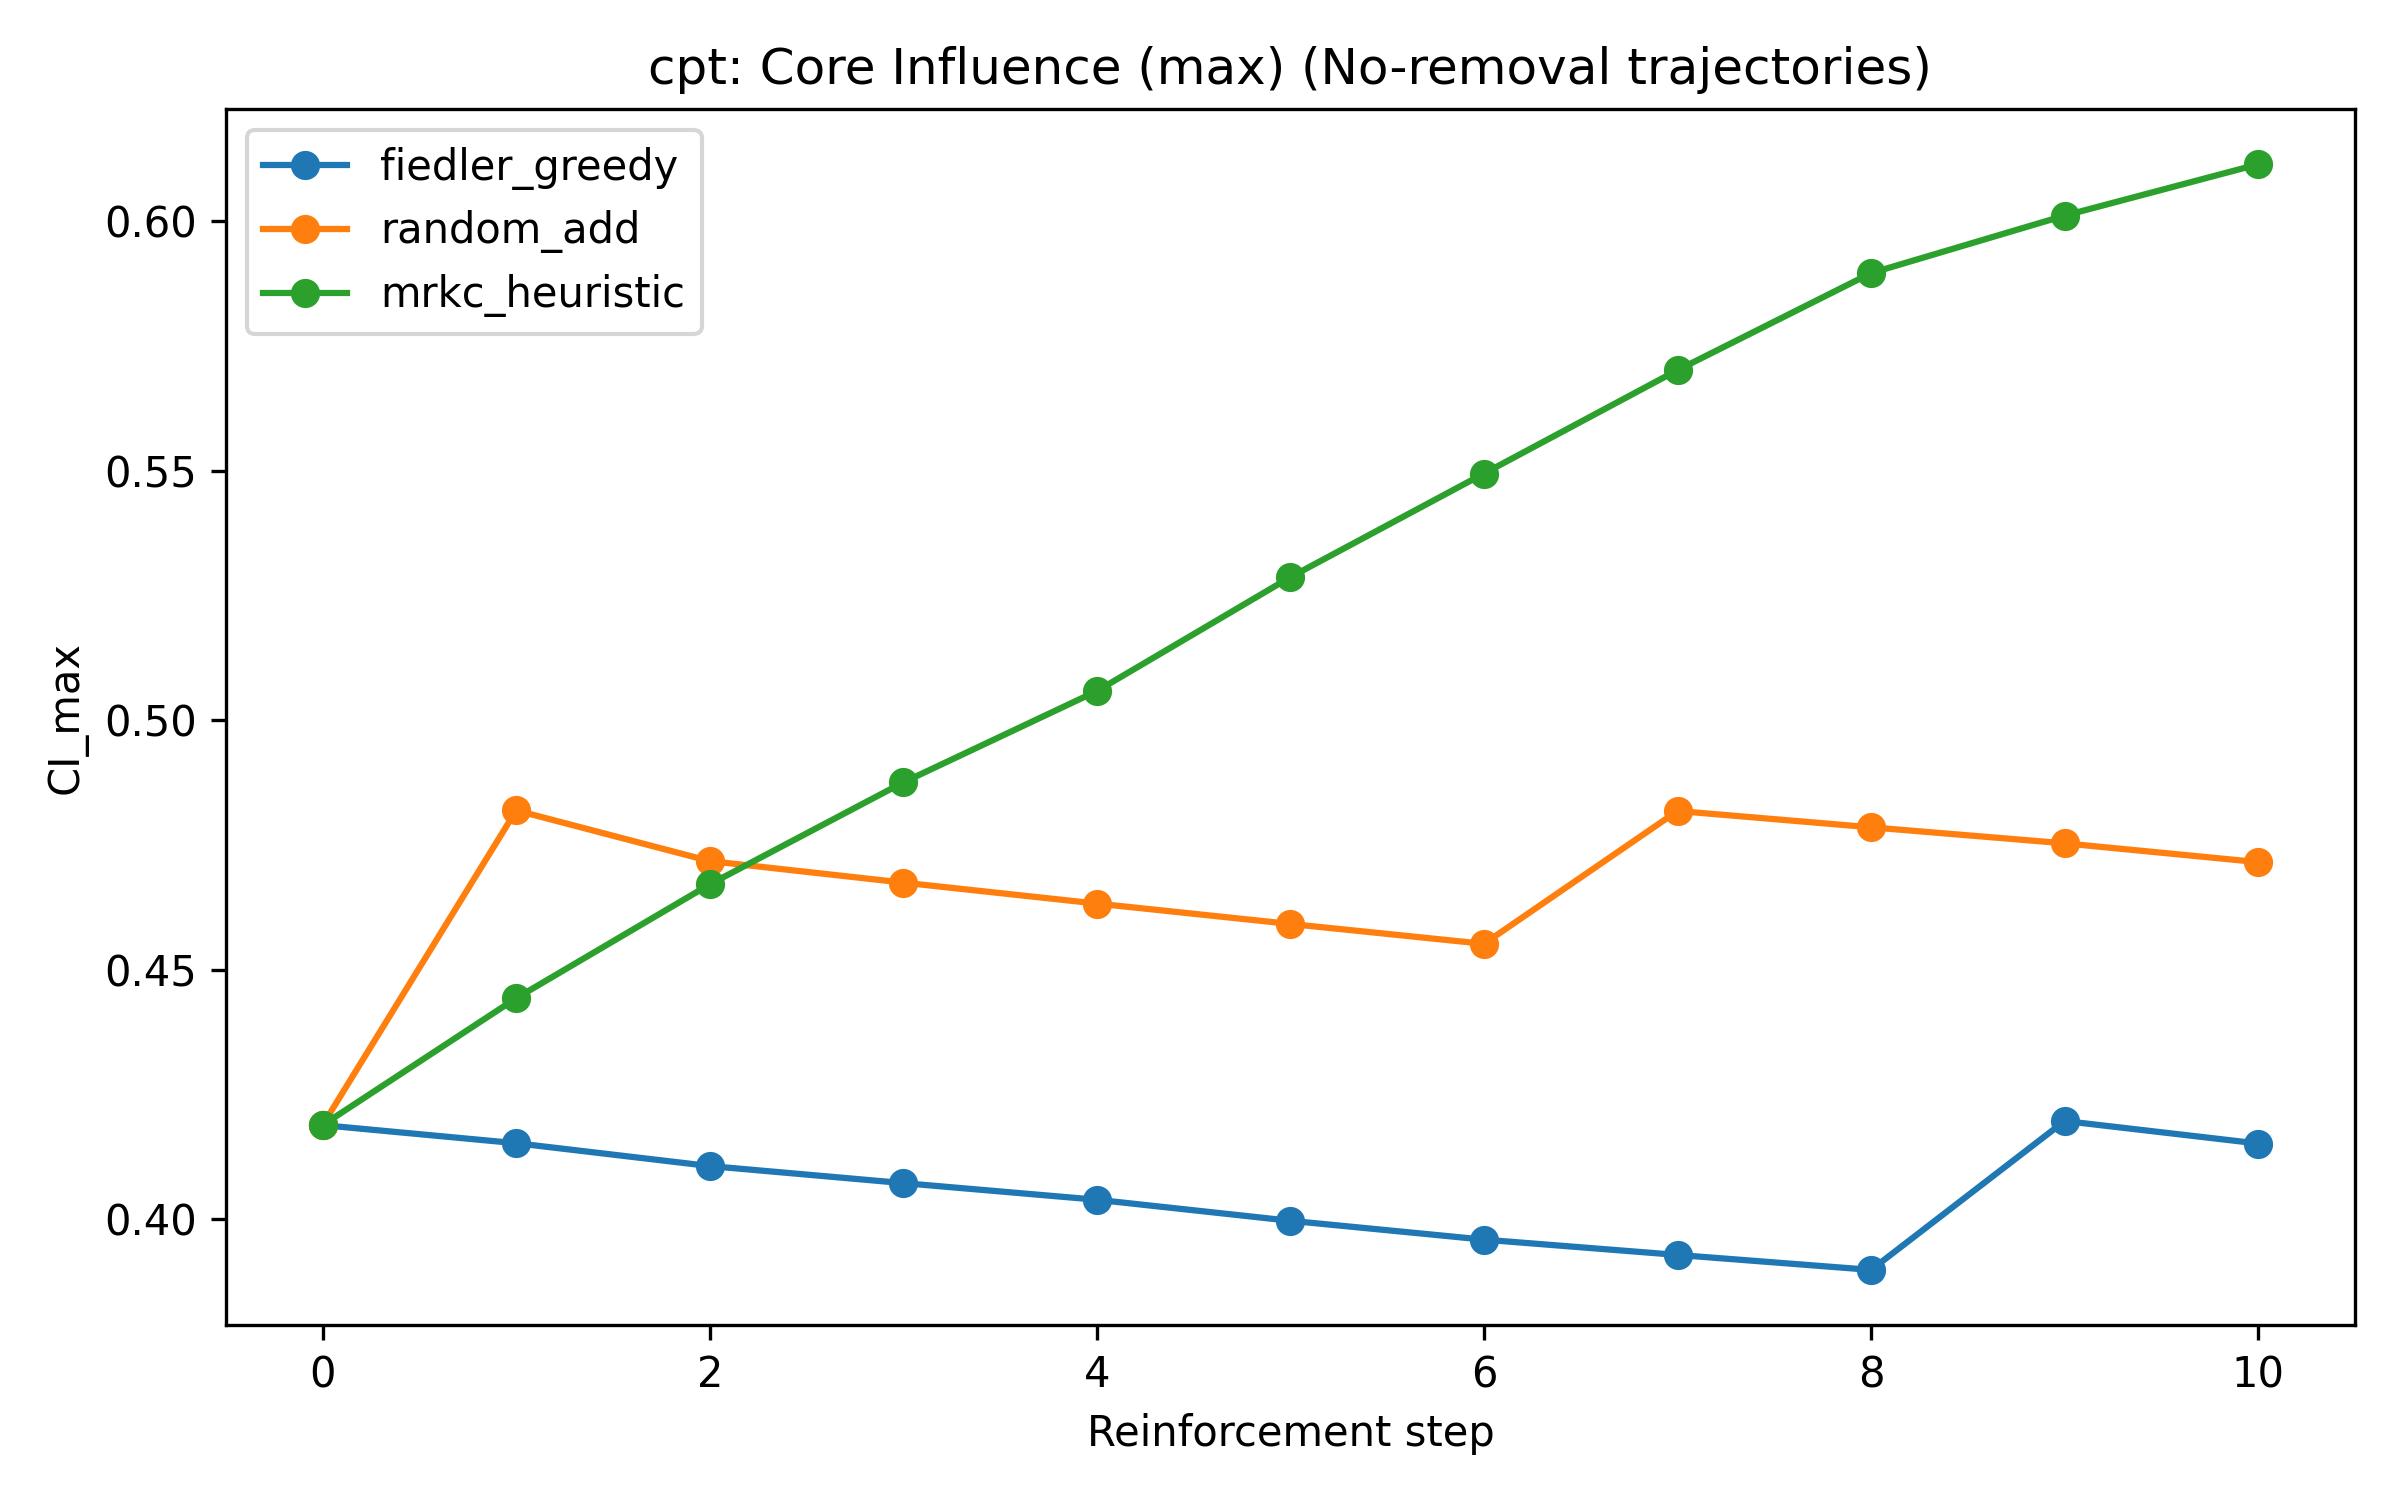 cpt: Core Influence (max) (No-removal trajectories)
fiedler_greedy
random_add
mrkc_heuristic
CI_max
0.60
0.55
0.50
0.45
0.40
0 2 4 6 8 10
Reinforcement step